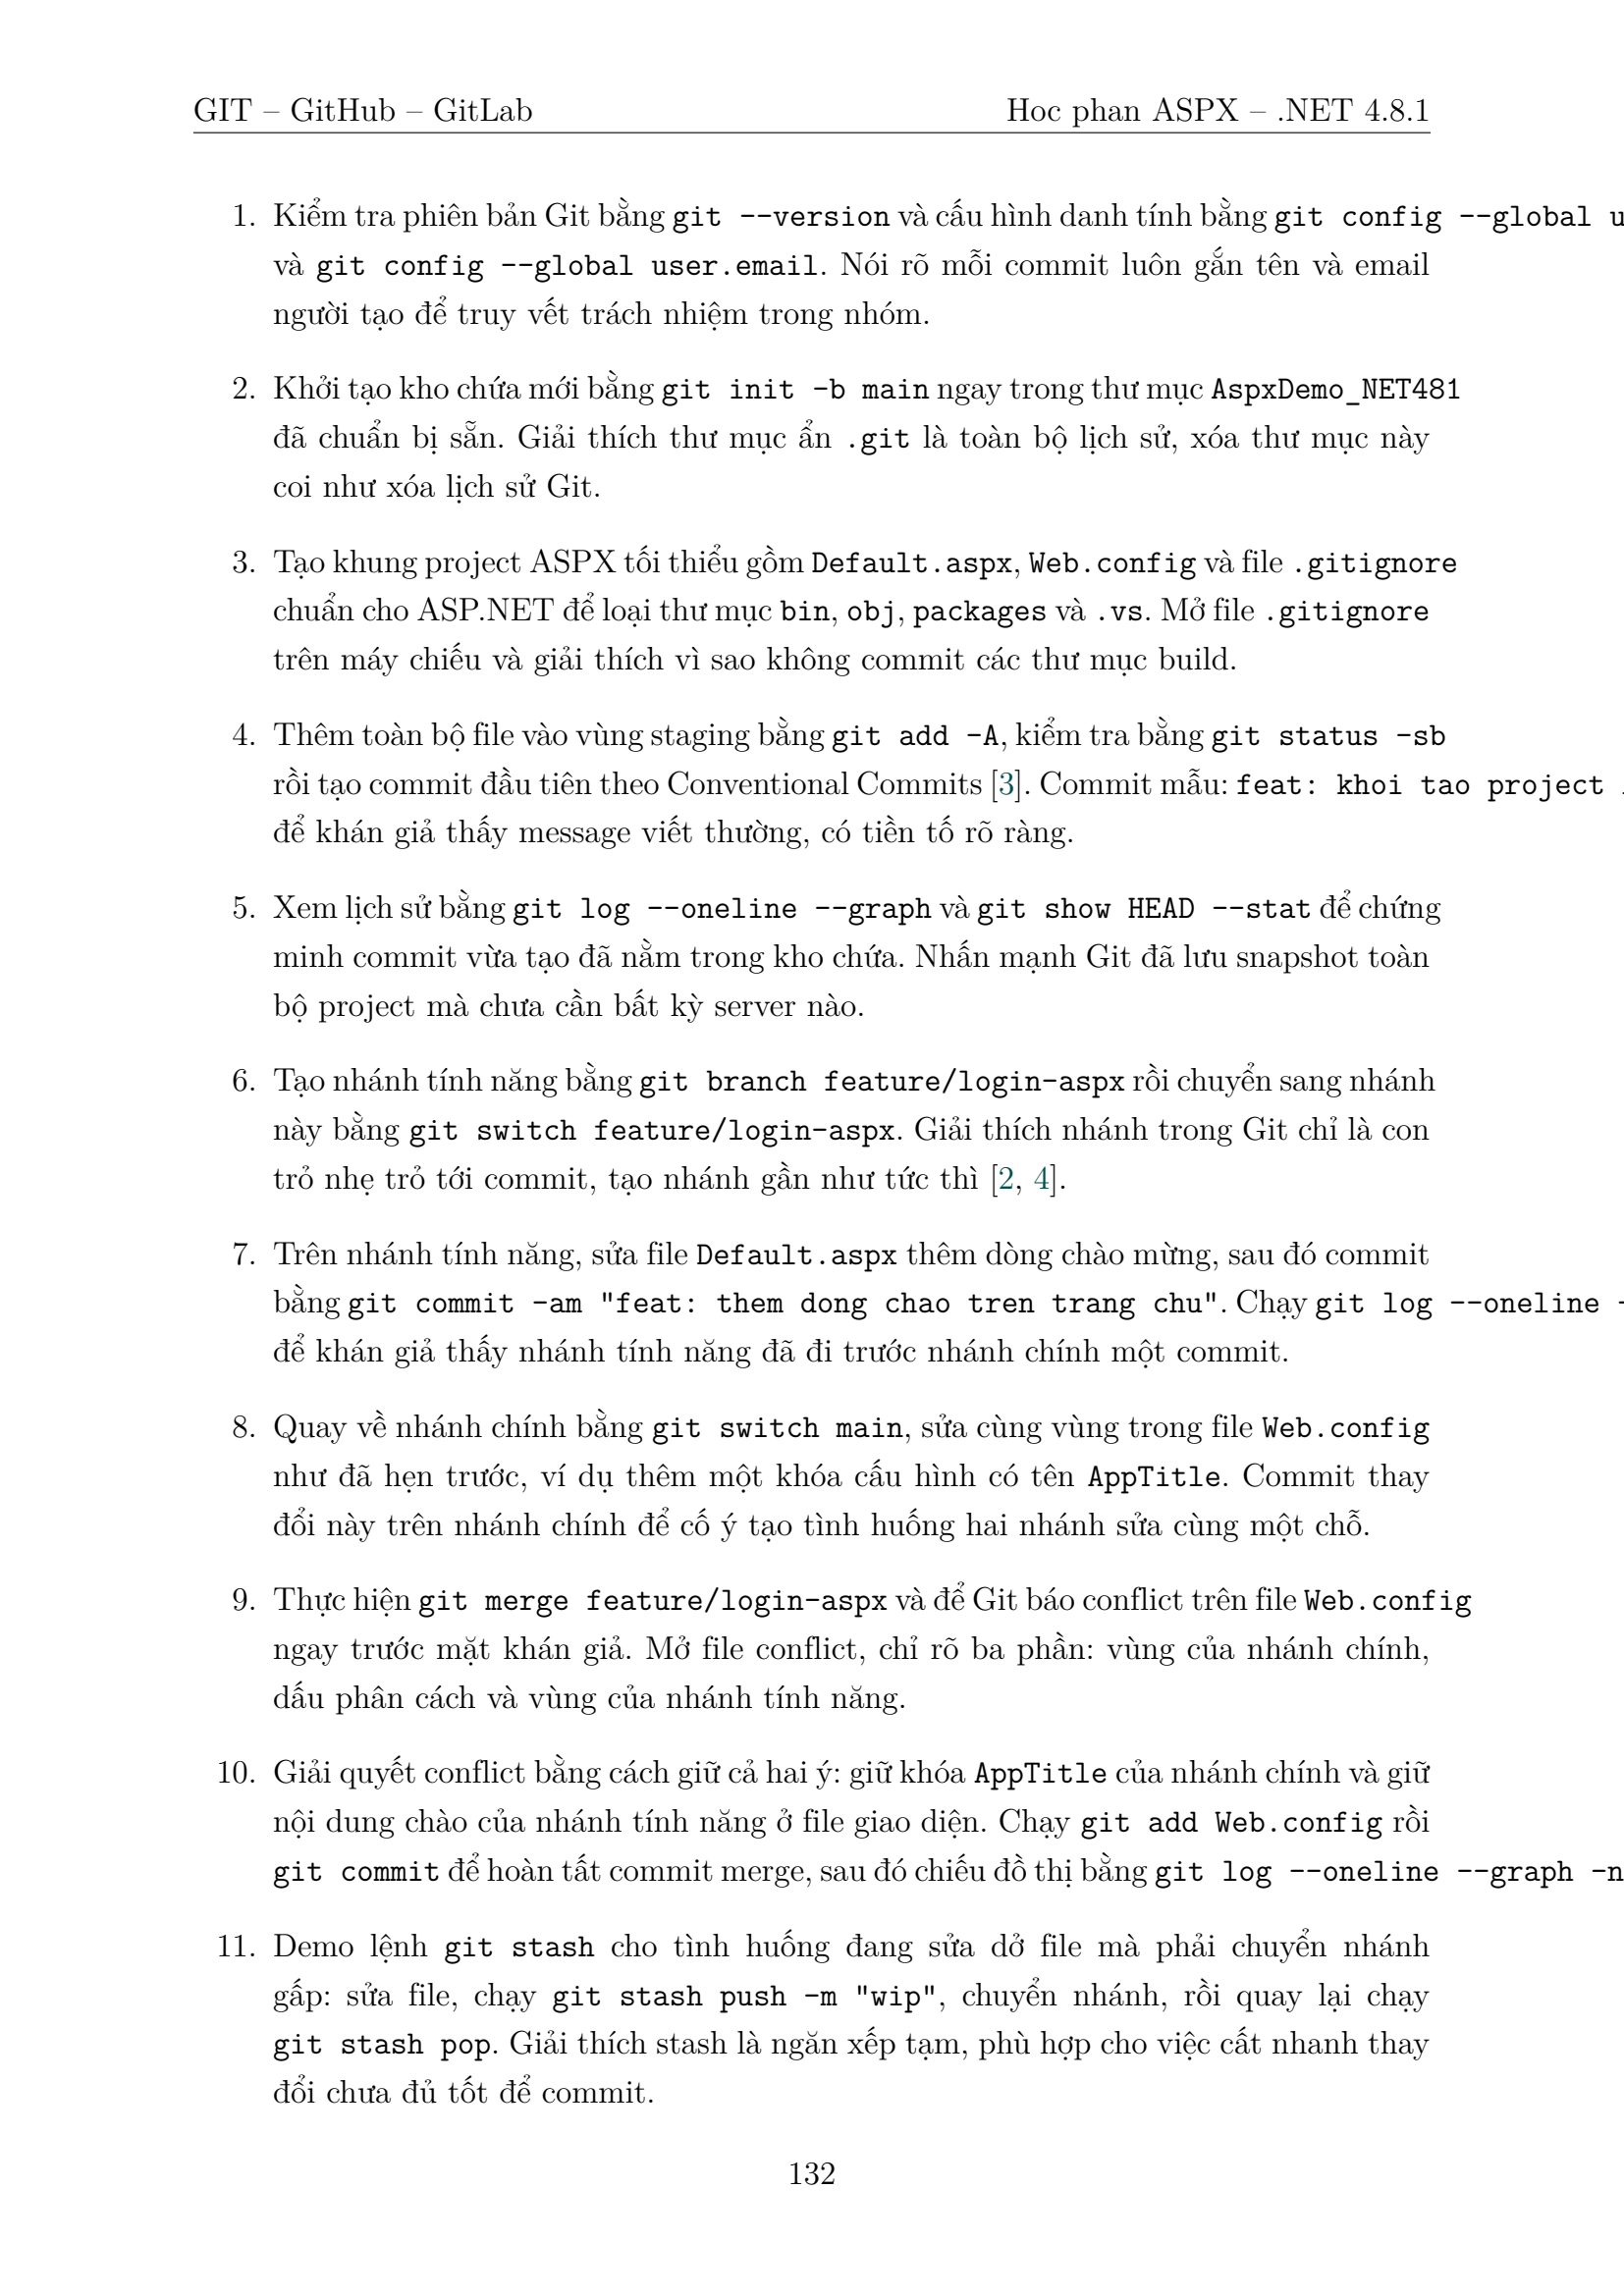 GIT – GitHub – GitLab
Hoc phan ASPX – .NET 4.8.1
1. Kiểm tra phiên bản Git bằng git --version và cấu hình danh tính bằng git config --global u
và git config --global user.email. Nói rõ mỗi commit luôn gắn tên và email
người tạo để truy vết trách nhiệm trong nhóm.
2. Khởi tạo kho chứa mới bằng git init -b main ngay trong thư mục AspxDemo_NET481
đã chuẩn bị sẵn. Giải thích thư mục ẩn .git là toàn bộ lịch sử, xóa thư mục này
coi như xóa lịch sử Git.
3. Tạo khung project ASPX tối thiểu gồm Default.aspx, Web.config và file .gitignore
chuẩn cho ASP.NET để loại thư mục bin, obj, packages và .vs. Mở file .gitignore
trên máy chiếu và giải thích vì sao không commit các thư mục build.
4. Thêm toàn bộ file vào vùng staging bằng git add -A, kiểm tra bằng git status -sb
rồi tạo commit đầu tiên theo Conventional Commits [3]. Commit mẫu: feat: khoi tao project
để khán giả thấy message viết thường, có tiền tố rõ ràng.
5. Xem lịch sử bằng git log --oneline --graph và git show HEAD --stat để chứng
minh commit vừa tạo đã nằm trong kho chứa. Nhấn mạnh Git đã lưu snapshot toàn
bộ project mà chưa cần bất kỳ server nào.
6. Tạo nhánh tính năng bằng git branch feature/login-aspx rồi chuyển sang nhánh
này bằng git switch feature/login-aspx. Giải thích nhánh trong Git chỉ là con
trỏ nhẹ trỏ tới commit, tạo nhánh gần như tức thì [2, 4].
7. Trên nhánh tính năng, sửa file Default.aspx thêm dòng chào mừng, sau đó commit
bằng git commit -am "feat: them dong chao tren trang chu". Chạy git log --oneline -
để khán giả thấy nhánh tính năng đã đi trước nhánh chính một commit.
8. Quay về nhánh chính bằng git switch main, sửa cùng vùng trong file Web.config
như đã hẹn trước, ví dụ thêm một khóa cấu hình có tên AppTitle. Commit thay
đổi này trên nhánh chính để cố ý tạo tình huống hai nhánh sửa cùng một chỗ.
9. Thực hiện git merge feature/login-aspx và để Git báo conflict trên file Web.config
ngay trước mặt khán giả. Mở file conflict, chỉ rõ ba phần: vùng của nhánh chính,
dấu phân cách và vùng của nhánh tính năng.
10. Giải quyết conflict bằng cách giữ cả hai ý: giữ khóa AppTitle của nhánh chính và giữ
nội dung chào của nhánh tính năng ở file giao diện. Chạy git add Web.config rồi
git commit để hoàn tất commit merge, sau đó chiếu đồ thị bằng git log --oneline --graph -n
11. Demo lệnh git stash cho tình huống đang sửa dở file mà phải chuyển nhánh
gấp: sửa file, chạy git stash push -m "wip", chuyển nhánh, rồi quay lại chạy
git stash pop. Giải thích stash là ngăn xếp tạm, phù hợp cho việc cất nhanh thay
đổi chưa đủ tốt để commit.
132